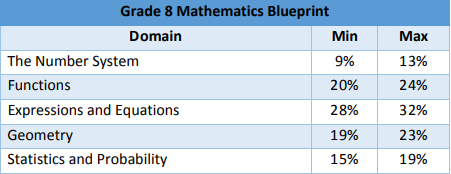 Grade 8 Mathematics Blueprint
Domain Min Max
The Number System 9% 13%
Functions 20% 24%
Expressions and Equations 28% 32%
Geometry 19% 23%
Statistics and Probability 15% 19%